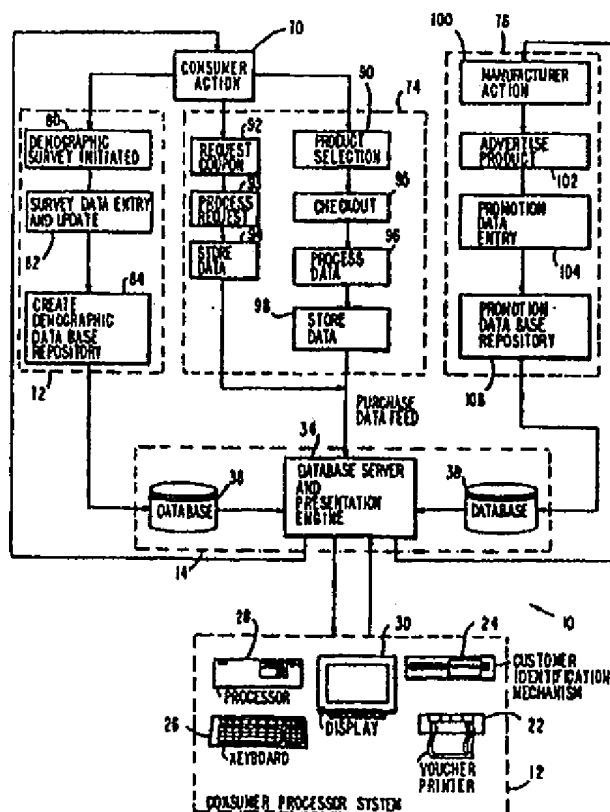 70
CONSUMER
ACTION
100
76
MANUFACTURER
ACTION
80
DEMOGRAPHIC
SURVEY INITIATED
92
REQUEST
COUPON
90
PRODUCT
SELECTION
74
ADVERTISE
PRODUCT
102
SURVEY DATA ENTRY
AND UPDATE
82
93
PROCESS
REQUEST
95
CHECKOUT
PROMOTION
DATA
ENTRY
104
94
STORE
DATA
96
PROCESS
DATA
84
CREATE
DEMOGRAPHIC
DATA BASE
REPOSITORY
98
STORE
DATA
PROMOTION
DATA BASE
REPOSITORY
108
12
PURCHASE
DATA FEED
34
DATABASE SERVER
AND
PRESENTATION
ENGINE
38
DATABASE
38
DATABASE
14
10
28
PROCESSOR
30
DISPLAY
24
CUSTOMER
IDENTIFICATION
MECHANISM
26
KEYBOARD
22
VOUCHER
PRINTER
12
CONSUMER PROCESSOR SYSTEM